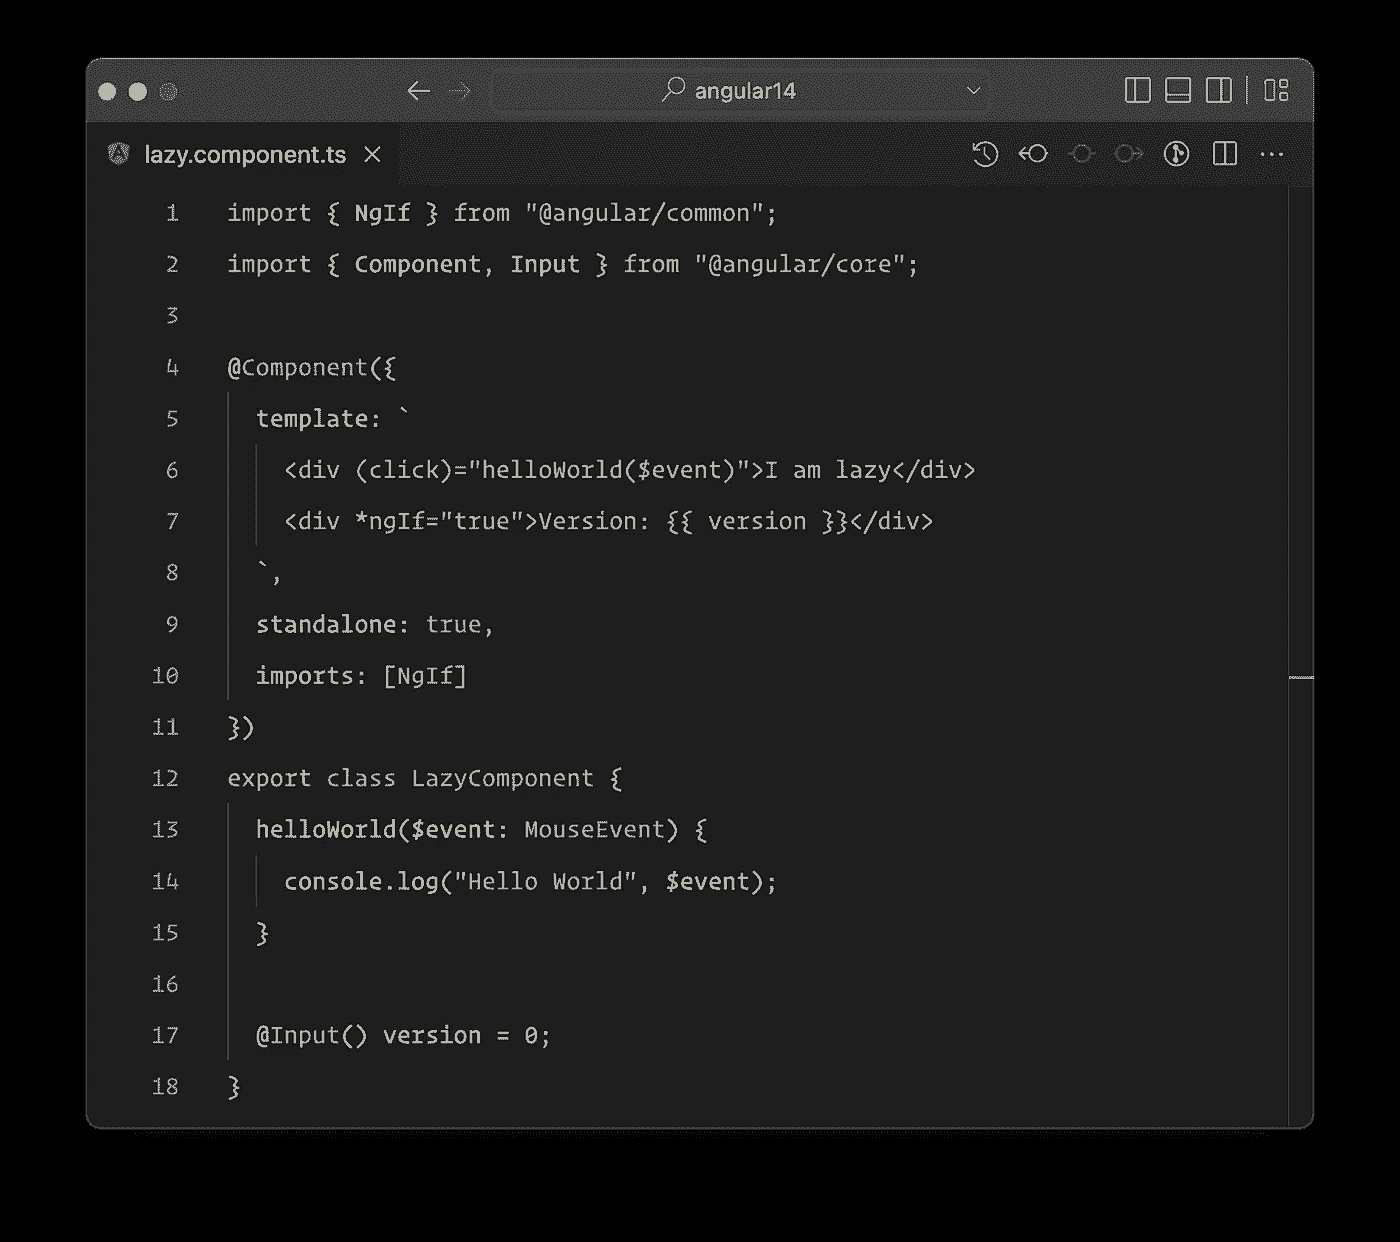 angular14
lazy.component.ts
1 import { NgIf } from "@angular/common";
2 import { Component, Input } from "@angular/core";
3
4 @Component({
5   template: `
6     <div (click)="helloWorld($event)">I am lazy</div>
7     <div *ngIf="true">Version: {{ version }}</div>
8   `,
9   standalone: true,
10   imports: [NgIf]
11 })
12 export class LazyComponent {
13   helloWorld($event: MouseEvent) {
14     console.log("Hello World", $event);
15   }
16
17   @Input() version = 0;
18 }